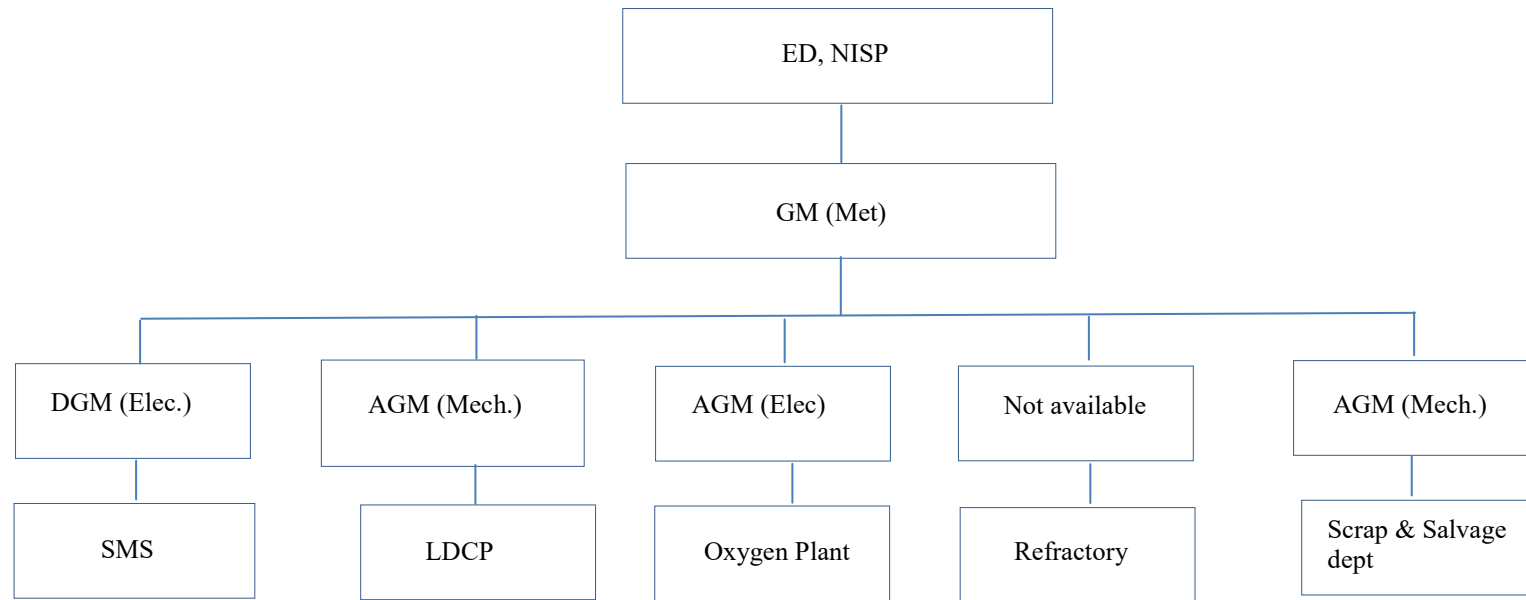 ED, NISP
GM (Met)
DGM (Elec.)
AGM (Mech.)
AGM (Elec)
Not available
AGM (Mech.)
SMS
LDCP
Oxygen Plant
Refractory
Scrap & Salvage
dept